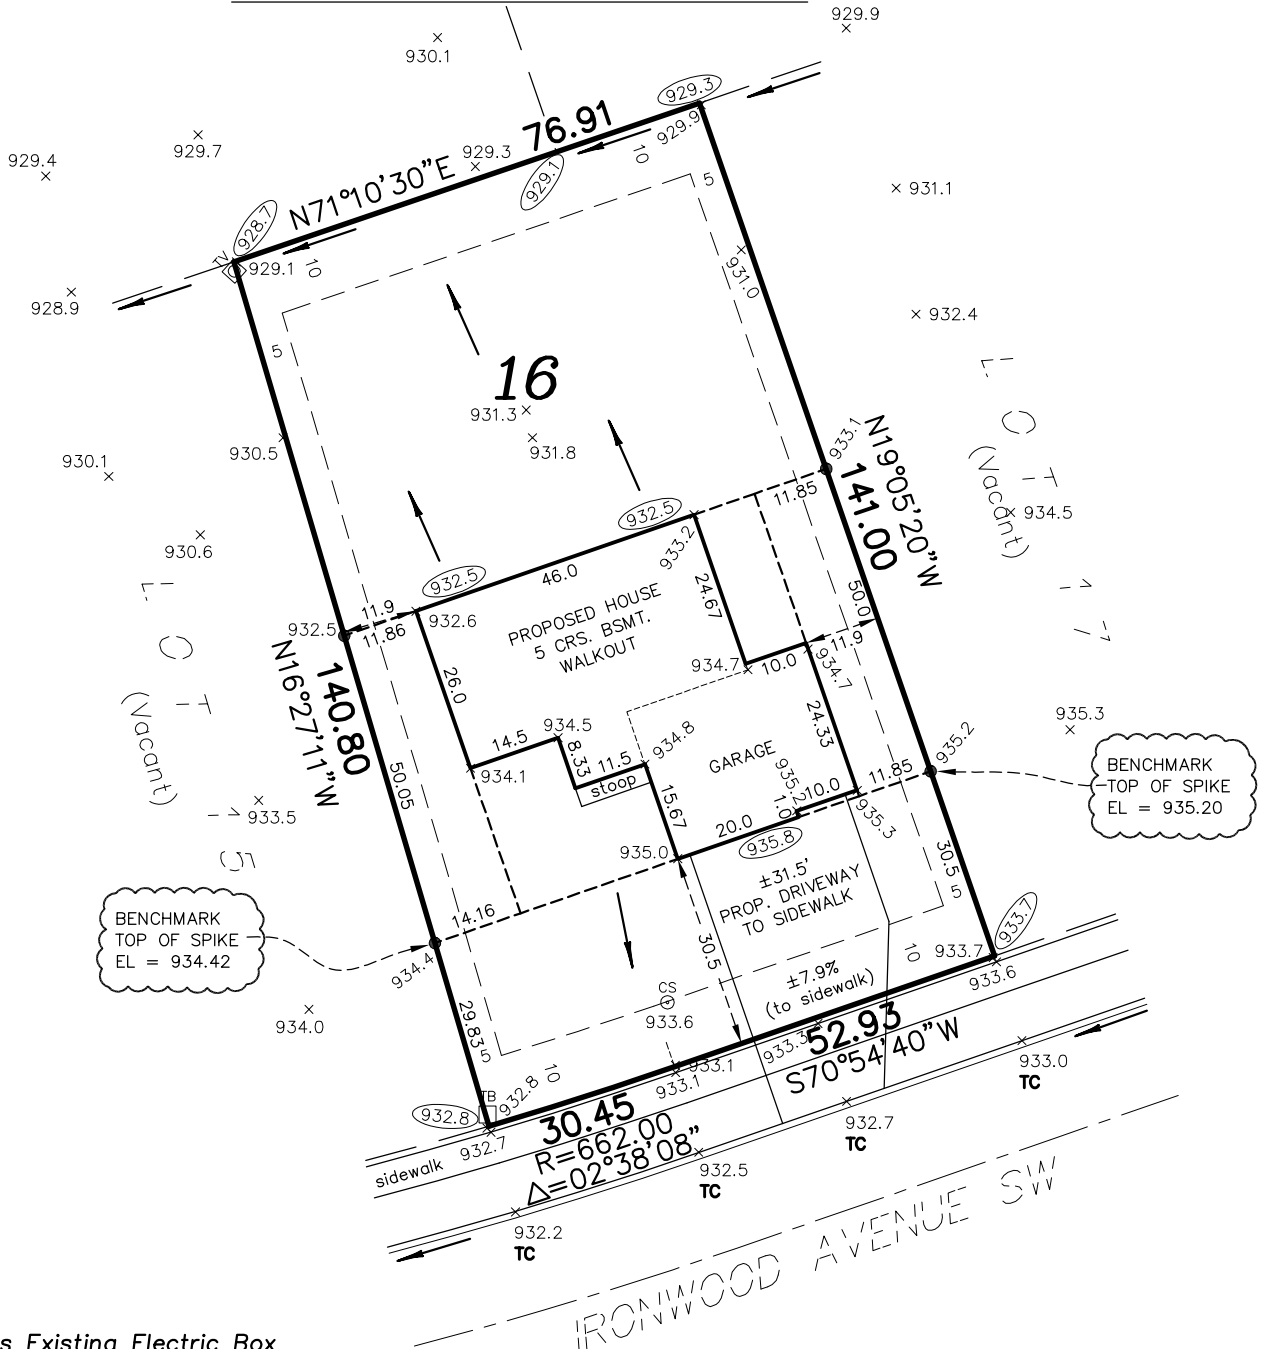 929.9
930.1
929.3
929.9
76.91
10
929.7
929.4
929.3
929.1
5
931.1
N71°10'30"E
928.7
TV
929.1
10
931.0
928.9
932.4
5
16
931.3
931.8
930.5
930.1
933.1
N19°05'20"W
141.00
11.85
LOT 17
(Vacant)
934.5
932.5
933.2
930.6
932.5
46.0
24.67
50.0
11.9
11.86
932.5
932.6
PROPOSED HOUSE
5 CRS. BSMT.
WALKOUT
LOT 15
(Vacant)
N16°27'11"W
140.80
26.0
934.7
10.0
934.7
11.9
24.33
14.5
934.5
8.33
11.5
934.8
934.1
stoop
GARAGE
935.2
935.2
935.3
BENCHMARK
TOP OF SPIKE
EL = 935.20
50.05
933.5
15.67
10.0
1.0
11.85
935.3
20.0
935.8
935.0
±31.5'
PROP. DRIVEWAY
TO SIDEWALK
30.5
5
BENCHMARK
TOP OF SPIKE
EL = 934.42
14.16
934.4
30.5
10
933.7
933.7
933.6
±7.9%
(to sidewalk)
CS
933.6
934.0
29.83
5
10
933.3
52.93
S70°54'40"W
933.1
933.1
933.0
TC
TB
932.8
932.8
932.7
30.45
R=662.00
Δ=02°38'08"
932.7
TC
sidewalk
932.5
TC
932.2
TC
IRONWOOD AVENUE SW
s Existing Electric Box